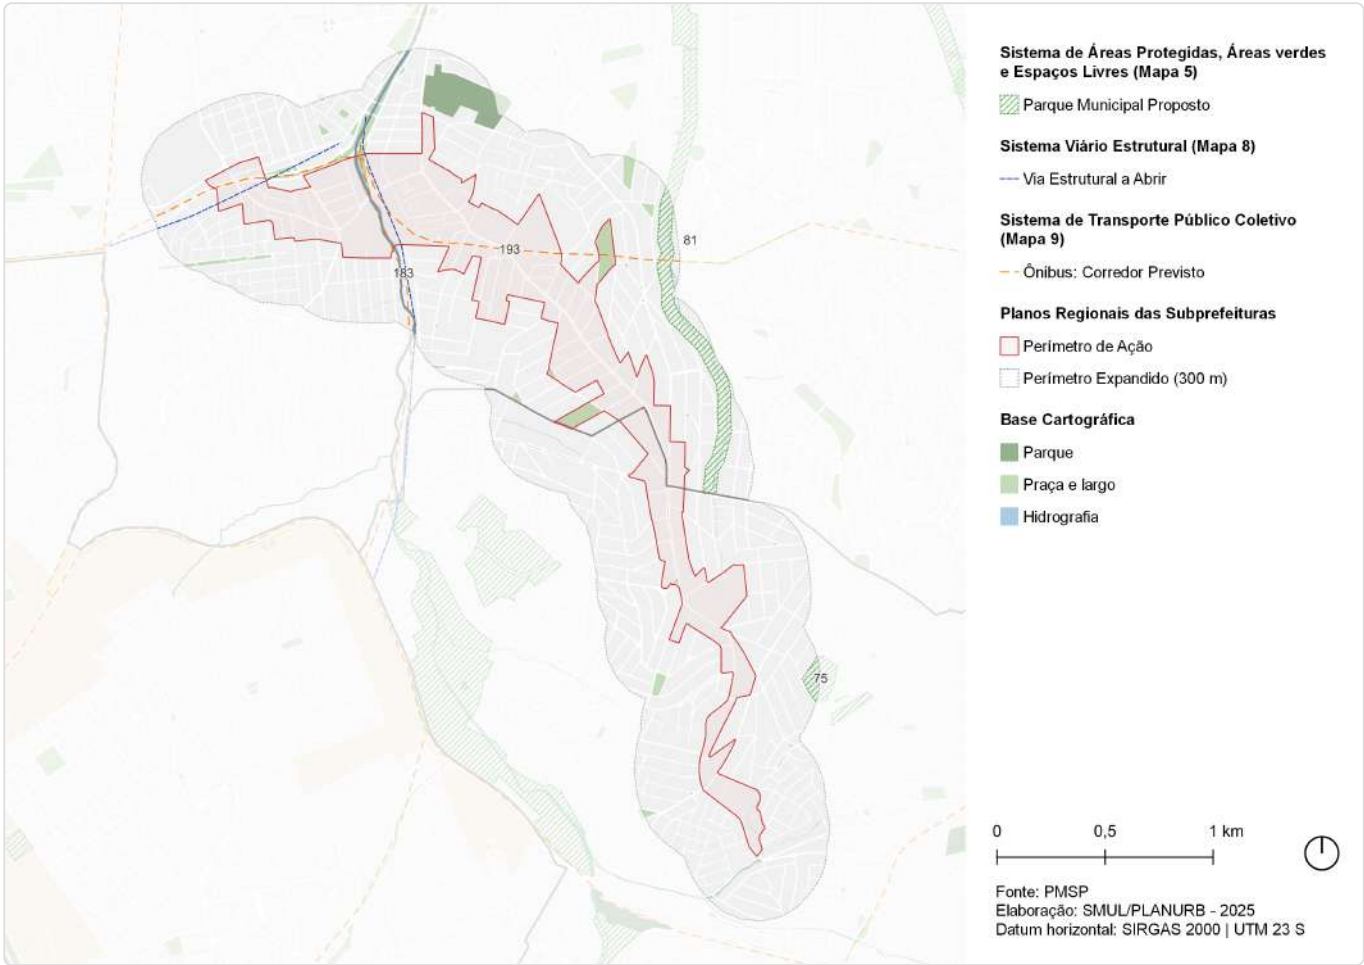 Sistema de Áreas Protegidas, Áreas verdes
e Espaços Livres (Mapa 5)
Parque Municipal Proposto
Sistema Viário Estrutural (Mapa 8)
Via Estrutural a Abrir
Sistema de Transporte Público Coletivo
(Mapa 9)
Ônibus: Corredor Previsto
Planos Regionais das Subprefeituras
Perímetro de Ação
Perímetro Expandido (300 m)
Base Cartográfica
Parque
Praça e largo
Hidrografia
81
193
183
75
0 0,5 1 km
Fonte: PMSP
Elaboração: SMUL/PLANURB - 2025
Datum horizontal: SIRGAS 2000 | UTM 23 S